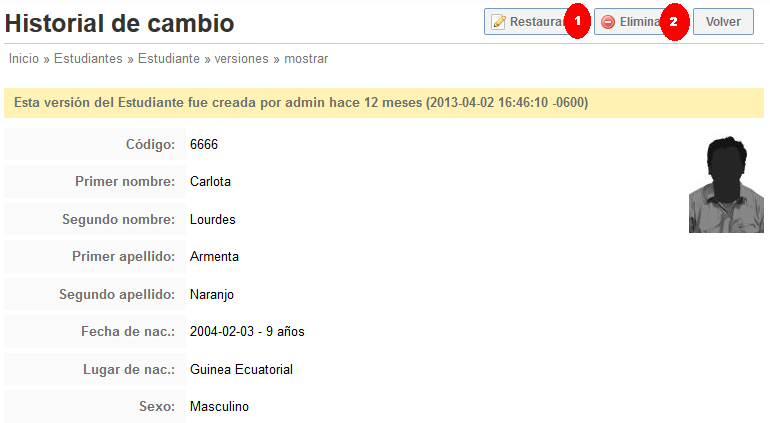 Historial de cambio
Restaura 1 Elimina 2 Volver
Inicio » Estudiantes » Estudiante » versiones » mostrar
Esta versión del Estudiante fue creada por admin hace 12 meses (2013-04-02 16:46:10 -0600)
Código: 6666
Primer nombre: Carlota
Segundo nombre: Lourdes
Primer apellido: Armenta
Segundo apellido: Naranjo
Fecha de nac.: 2004-02-03 - 9 años
Lugar de nac.: Guinea Ecuatorial
Sexo: Masculino